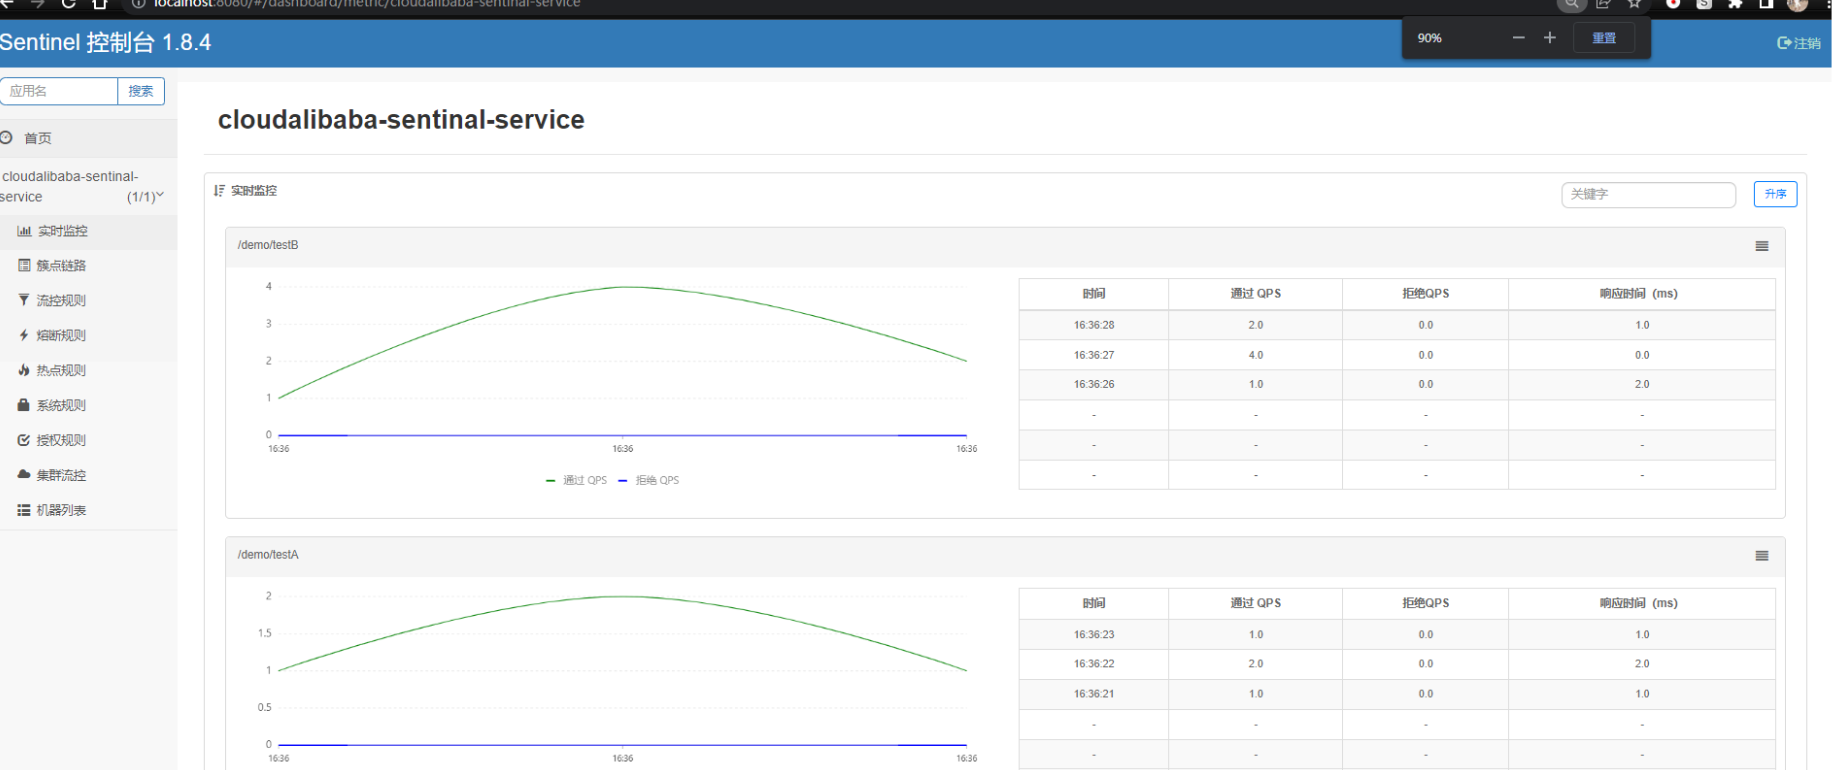 localhost:8080/#/dashboard/metric/cloudalibaba-sentinal-service
Sentinel 控制台 1.8.4
90%
重置
注销
应用名
搜索
首页
cloudalibaba-sentinal-
service
(1/1)
实时监控
簇点链路
流控规则
熔断规则
热点规则
系统规则
授权规则
集群流控
机器列表
cloudalibaba-sentinal-service
实时监控
关键字
升序
/demo/testB
4
3
2
1
0
16:36 16:36 16:36
通过 QPS 拒绝 QPS
时间 通过 QPS 拒绝QPS 响应时间 (ms)
16:36:28 2.0 0.0 1.0
16:36:27 4.0 0.0 0.0
16:36:26 1.0 0.0 2.0
- - - -
- - - -
- - - -
/demo/testA
2
1.5
1
0.5
0
16:36 16:36 16:36
时间 通过 QPS 拒绝QPS 响应时间 (ms)
16:36:23 1.0 0.0 1.0
16:36:22 2.0 0.0 2.0
16:36:21 1.0 0.0 1.0
- - - -
- - - -